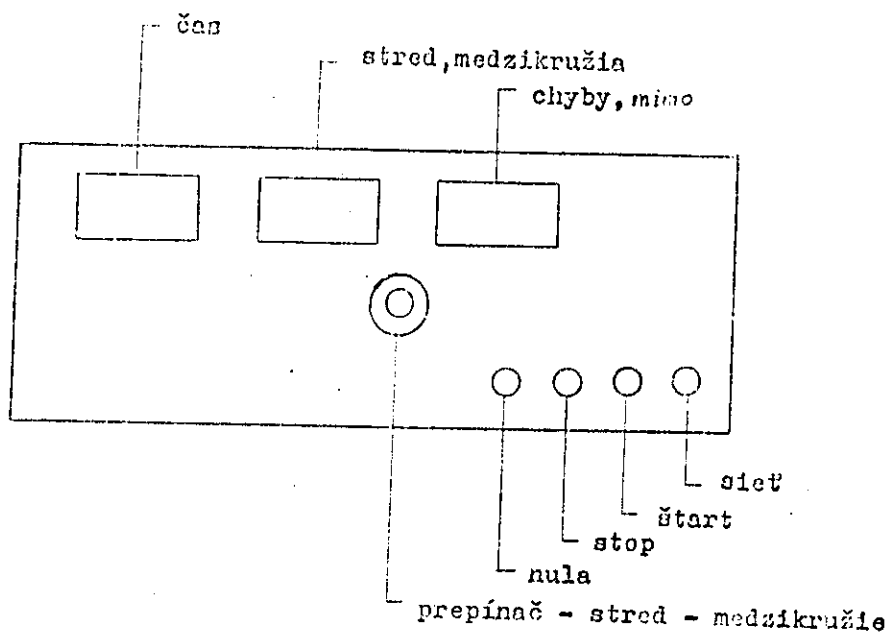 čas
stred,medzikružia
chyby, mimo
sieť
štart
stop
nula
prepínač - stred - medzikružie